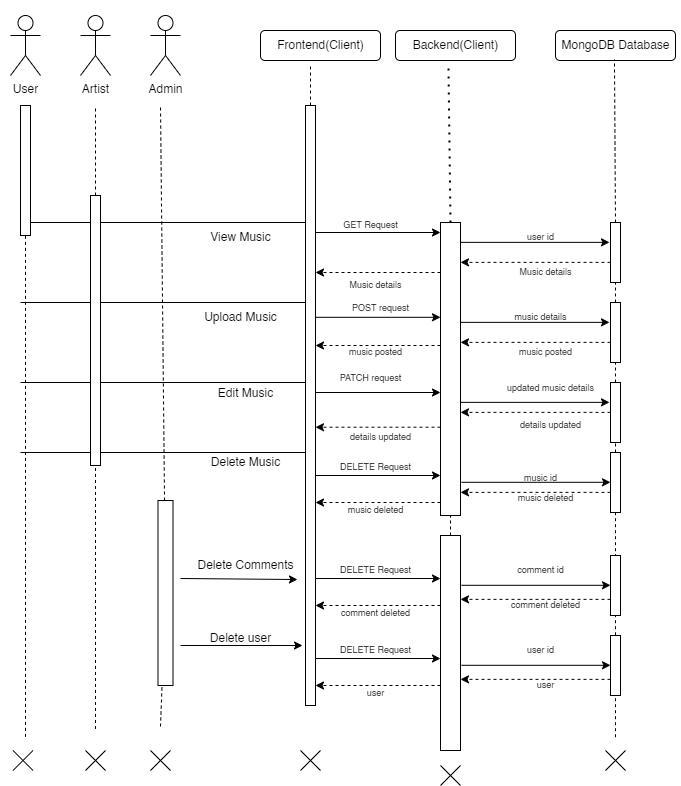 Frontend(Client)
Backend(Client)
MongoDB Database
User
Artist
Admin
GET Request
View Music
user id
Music details
Music details
POST request
Upload Music
music details
music posted
music posted
PATCH request
Edit Music
updated music details
details updated
details updated
Delete Music
DELETE Request
music id
music deleted
music deleted
Delete Comments
DELETE Request
comment id
comment deleted
comment deleted
Delete user
DELETE Request
user id
user
user